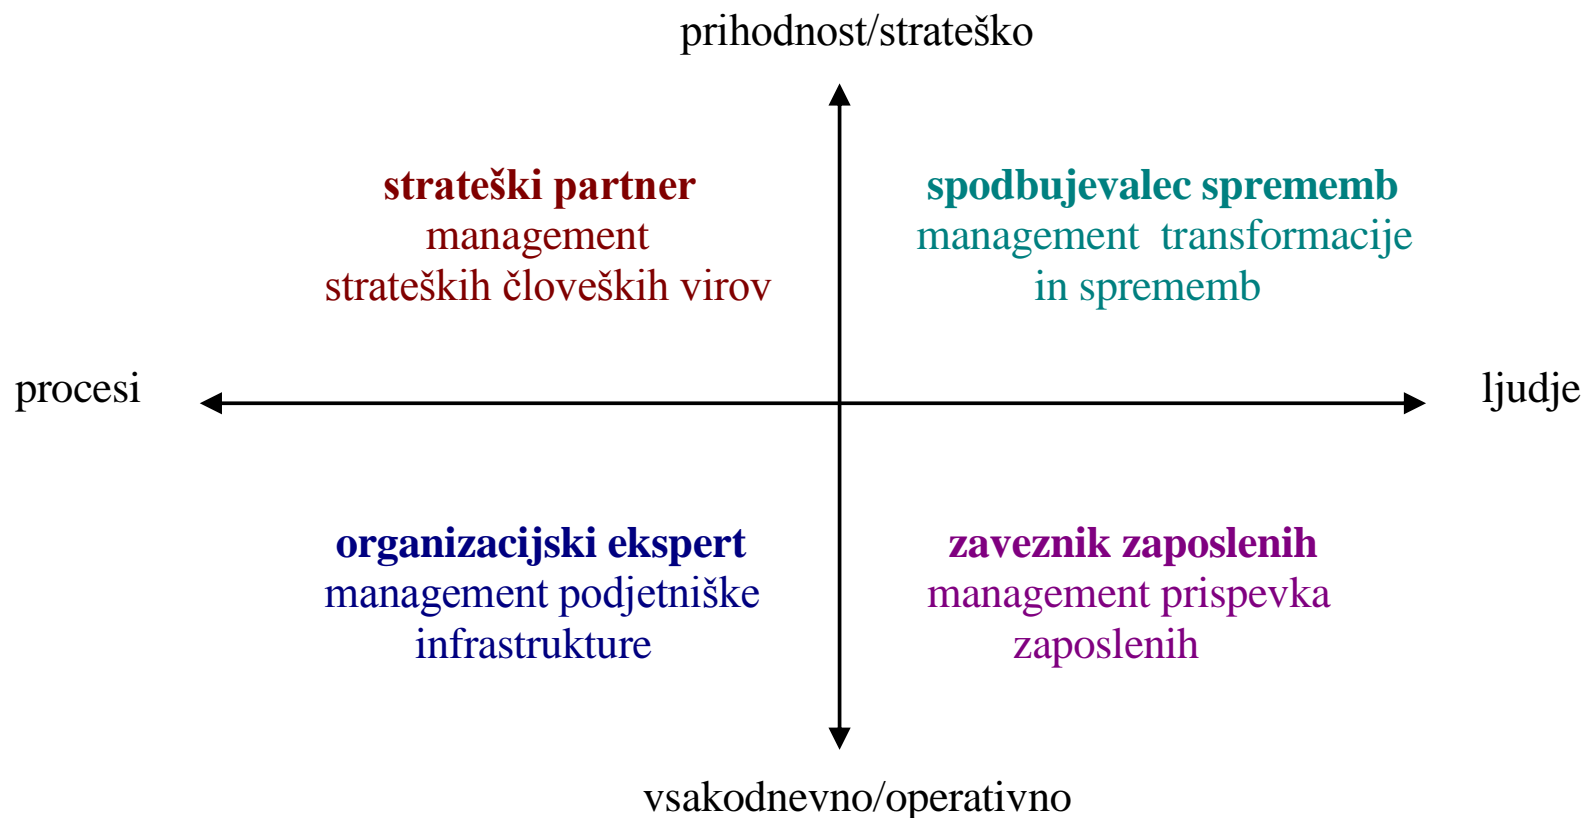 prihodnost/strateško
strateški partner
management
strateških človeških virov
spodbujevalec sprememb
management transformacije
in sprememb
procesi
ljudje
organizacijski ekspert
management podjetniške
infrastrukture
zaveznik zaposlenih
management prispevka
zaposlenih
vsakodnevno/operativno